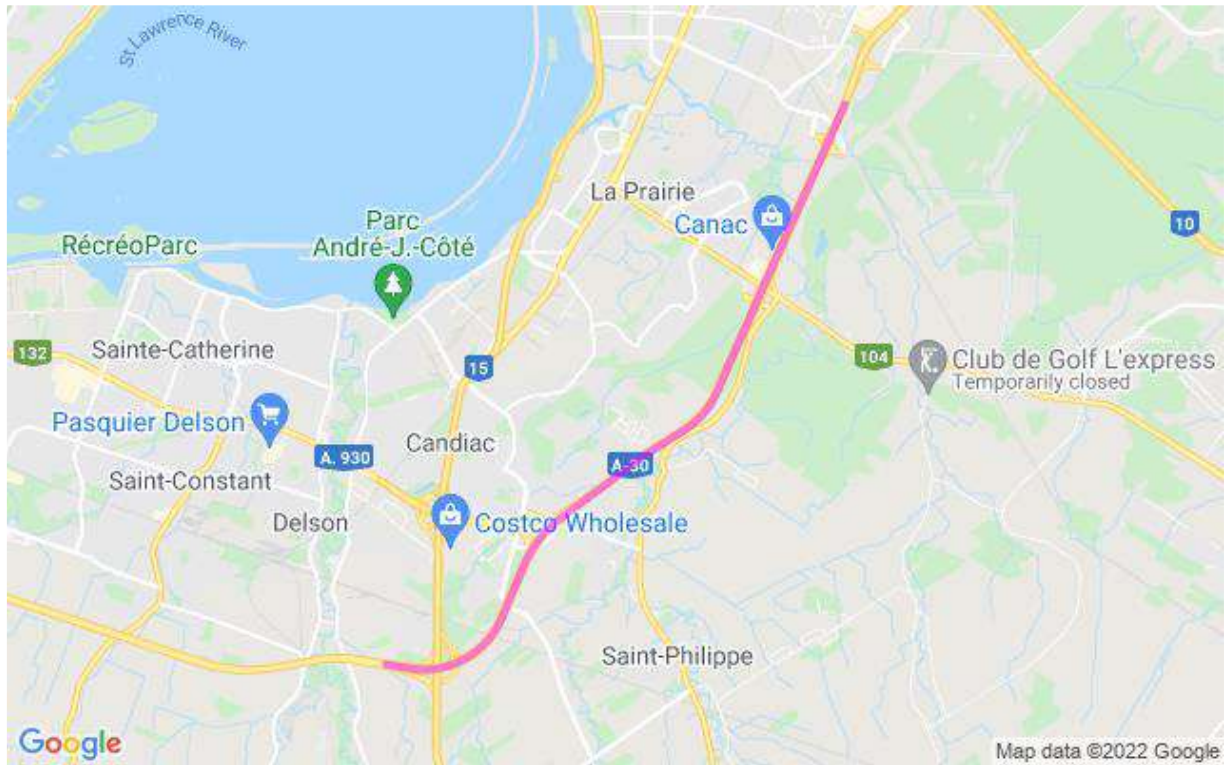 St Lawrence River
La Prairie
Canac
10
Parc
André-J.-Côté
RécréoParc
132
Sainte-Catherine
15
104
Club de Golf L'express
Temporarily closed
Pasquier Delson
A. 930
Candiac
A-30
Saint-Constant
Delson
Costco Wholesale
Saint-Philippe
Google
Map data ©2022 Google